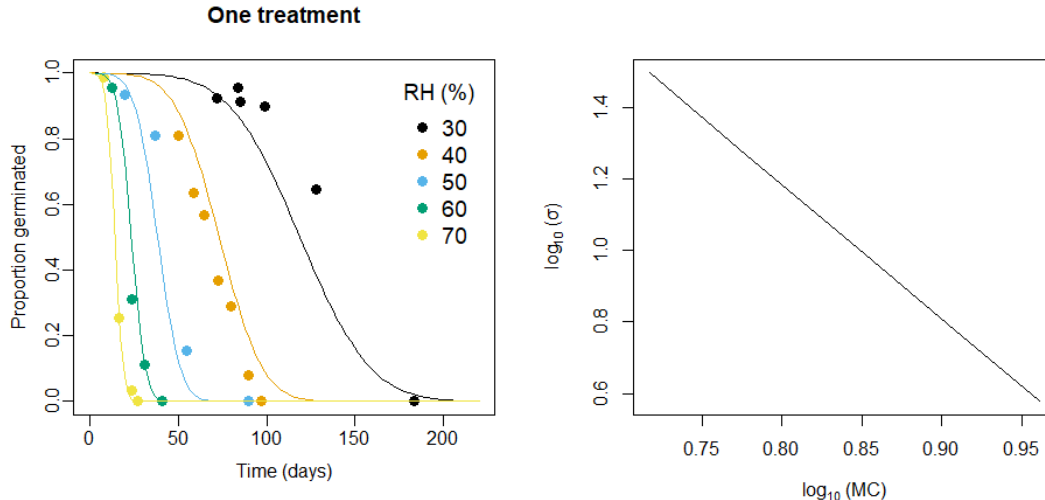 One treatment
Proportion germinated
1.0
0.8
0.6
0.4
0.2
0.0
RH (%)
30
40
50
60
70
0 50 100 150 200
Time (days)
log₁₀ (σ)
1.4
1.2
1.0
0.8
0.6
0.75 0.80 0.85 0.90 0.95
log₁₀ (MC)